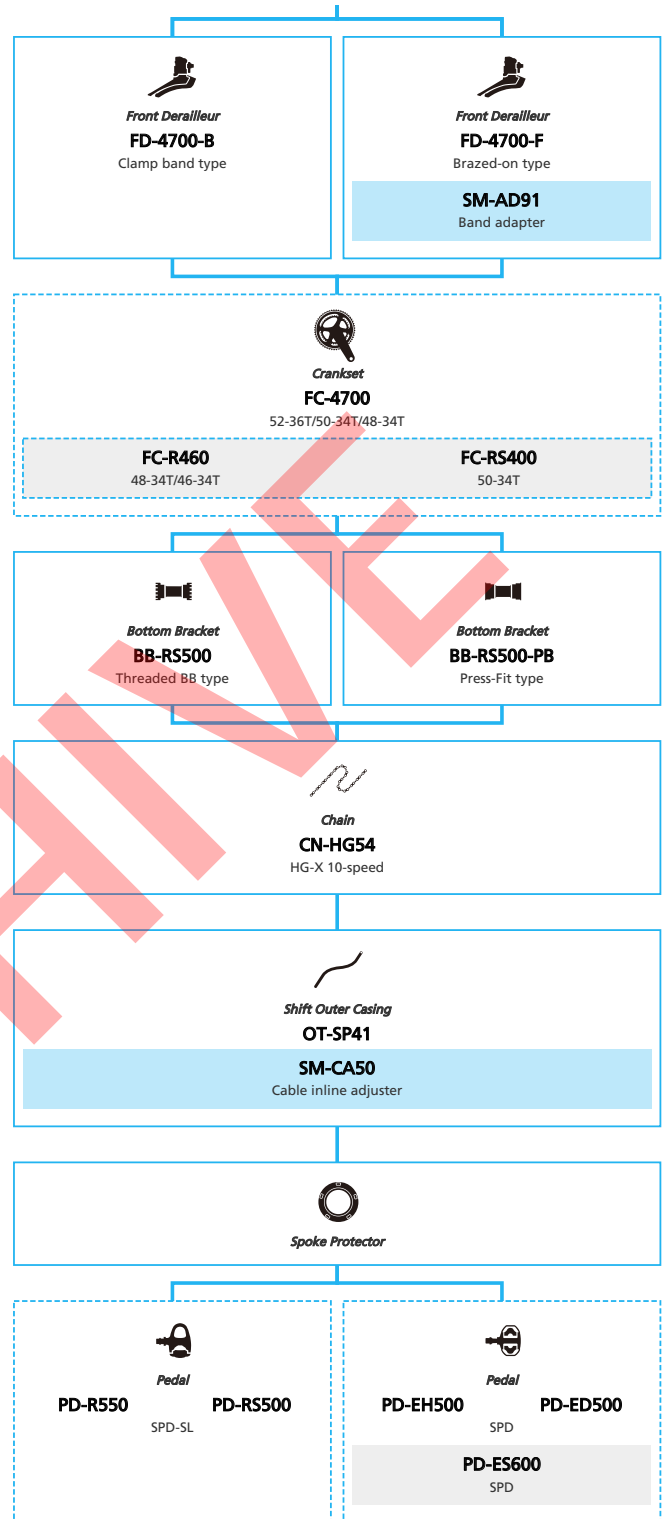 Front Derailleur
FD-4700-B
Clamp band type
Front Derailleur
FD-4700-F
Brazed-on type
SM-AD91
Band adapter
Crankset
FC-4700
52-36T/50-34T/48-34T
FC-R460
48-34T/46-34T
FC-RS400
50-34T
Bottom Bracket
BB-RS500
Threaded BB type
Bottom Bracket
BB-RS500-PB
Press-Fit type
Chain
CN-HG54
HG-X 10-speed
Shift Outer Casing
OT-SP41
SM-CA50
Cable inline adjuster
Spoke Protector
Pedal
PD-R550 PD-RS500
SPD-SL
Pedal
PD-EH500 PD-ED500
SPD
PD-ES600
SPD
HIVE